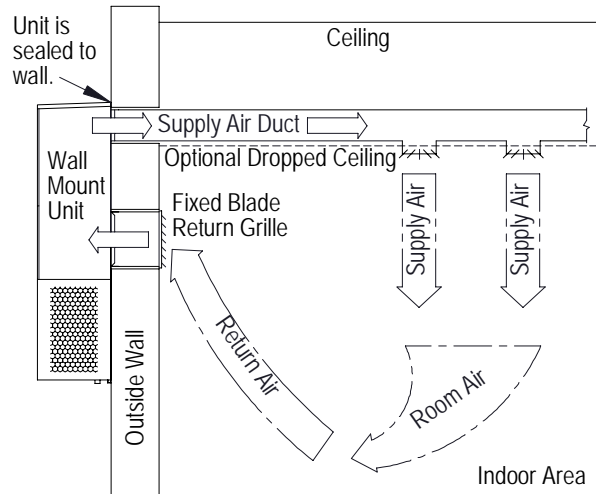 Unit is
sealed to
wall.
Ceiling
Supply Air Duct
Optional Dropped Ceiling
Wall
Mount
Unit
Fixed Blade
Return Grille
Supply Air
Supply Air
Return Air
Room Air
Outside Wall
Indoor Area